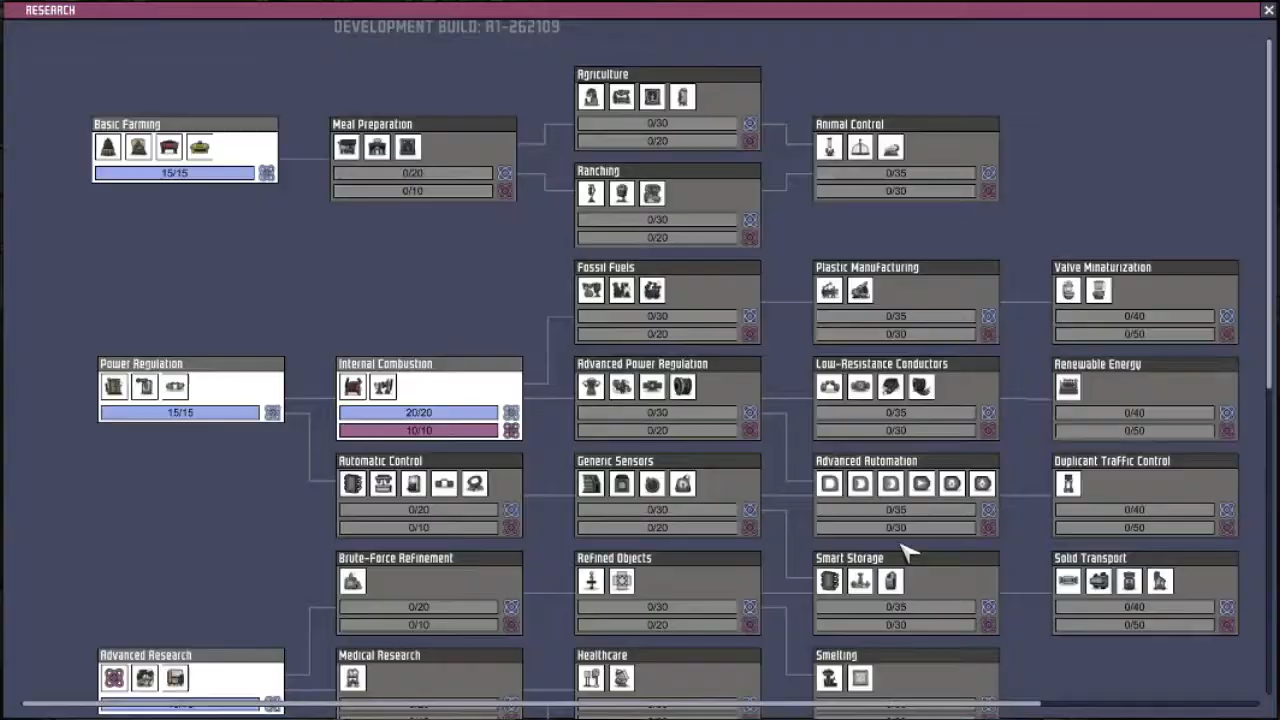 RESEARCH
DEVELOPMENT BUILD: A1-262109
Agriculture
0/30
0/20
Basic Farming
15/15
Meal Preparation
0/20
0/10
Animal Control
0/35
0/30
Ranching
0/30
0/20
Fossil Fuels
0/30
0/20
Plastic Manufacturing
0/35
0/30
Valve Minaturization
0/40
0/50
Power Regulation
15/15
Internal Combustion
20/20
10/10
Advanced Power Regulation
0/30
0/20
Low-Resistance Conductors
0/35
0/30
Renewable Energy
0/40
0/50
Automatic Control
0/20
0/10
Generic Sensors
0/30
0/20
Advanced Automation
0/35
0/30
Duplicant Traffic Control
0/40
0/50
Brute-Force Refinement
0/20
0/10
Refined Objects
0/30
0/20
Smart Storage
0/35
0/30
Solid Transport
0/40
0/50
Advanced Research
Medical Research
Healthcare
Smelting